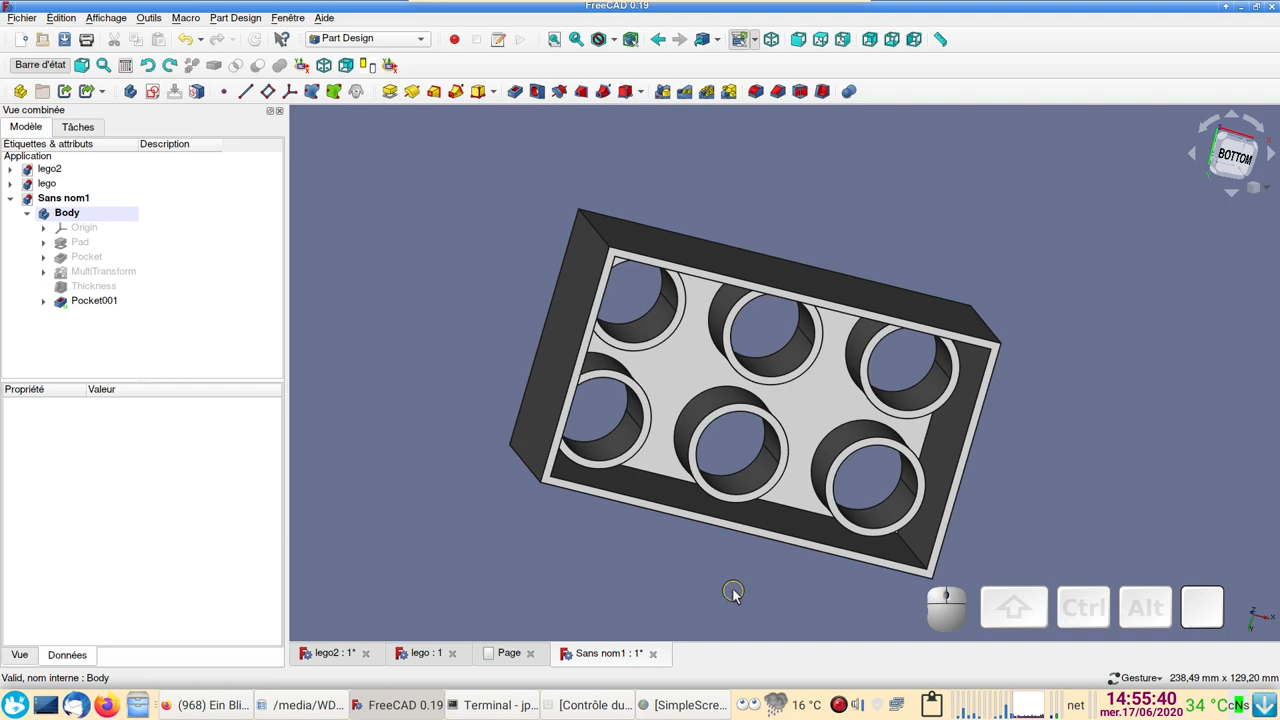 FreeCAD 0.19
Fichier Édition Affichage Outils Macro Part Design Fenêtre Aide
Part Design
Barre d'état
Vue combinée
Modèle Tâches
Étiquettes & attributs Description
Application
lego2
lego
Sans nom1
Body
Origin
Pad
Pocket
MultiTransform
Thickness
Pocket001
Propriété Valeur
BOTTOM
Ctrl Alt
Vue Données
lego2 : 1* lego : 1 Page Sans nom1 : 1*
Valid, nom interne : Body
Gesture 238,49 mm x 129,20 mm
(968) Ein Bli... /media/WD... FreeCAD 0.19 Terminal - jp... [Contrôle du... [SimpleScre...
16 °C
net
14:55:40
mer.17/06/2020
34 °C